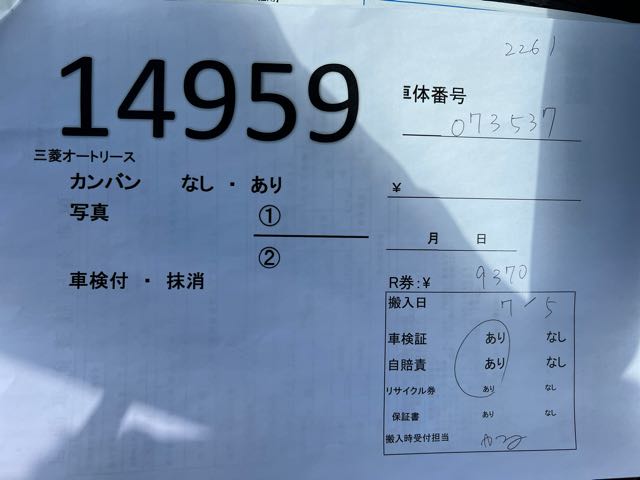 2261
14959
車体番号
073537
三菱オートリース
カンバン なし ・ あり
¥
写真 ①
②
月 日
車検付 ・ 抹消
R券:¥ 9370
搬入日 7/5
車検証 あり なし
自賠責 あり なし
リサイクル券 あり なし
保証書 あり なし
搬入時受付担当